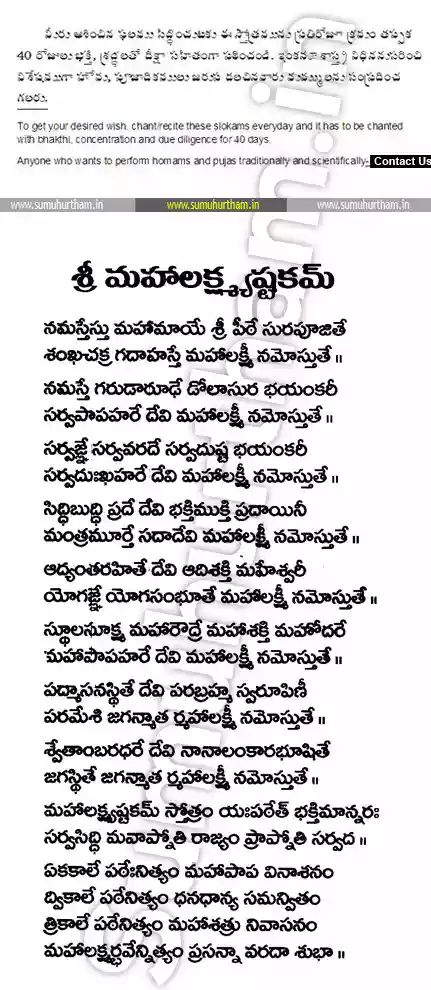 మీరు ఆశించిన ఫలము సిద్ధించుటకు ఈ స్తోత్రమును ప్రతిరోజూ క్రమం తప్పక
40 రోజులు భక్తి, శ్రద్ధలతో దీక్షా సహితంగా పఠించండి. ఇంకనూ శాస్త్ర విధిననుసరించి
విశేషముగా హోమ, పూజాదికములు జరుప దలచినవారు మమ్ములను సంప్రదించ
గలరు.
To get your desired wish, chant/recite these slokams everyday and it has to be chanted
with bhakthi, concentration and due diligence for 40 days.
Anyone who wants to perform homams and pujas traditionally and scientifically- Contact Us
www.sumuhurtham.in www.sumuhurtham.in www.sumuhurtham.in
శ్రీ మహాలక్ష్మ్యష్టకమ్
నమస్తేస్తు మహామాయే శ్రీ పీఠే సురపూజితే
శంఖచక్ర గదాహస్తే మహాలక్ష్మీ నమోస్తుతే ॥
నమస్తే గరుడారూఢే డోలాసుర భయంకరీ
సర్వపాపహరే దేవి మహాలక్ష్మీ నమోస్తుతే ॥
సర్వజ్ఞే సర్వవరదే సర్వదుష్ట భయంకరీ
సర్వదుఃఖహరే దేవి మహాలక్ష్మీ నమోస్తుతే ॥
సిద్ధిబుద్ధి ప్రదే దేవి భక్తిముక్తి ప్రదాయినీ
మంత్రమూర్తే సదాదేవి మహాలక్ష్మీ నమోస్తుతే ॥
ఆద్యంతరహితే దేవి ఆదిశక్తి మహేశ్వరీ
యోగజ్ఞే యోగసంభూతే మహాలక్ష్మీ నమోస్తుతే ॥
స్థూలసూక్ష్మ మహారౌద్రే మహాశక్తి మహోదరే
మహాపాపహరే దేవి మహాలక్ష్మీ నమోస్తుతే ॥
పద్మాసనస్థితే దేవి పరబ్రహ్మ స్వరూపిణీ
పరమేశి జగన్మాత ర్మహాలక్ష్మీ నమోస్తుతే ॥
శ్వేతాంబరధరే దేవి నానాలంకారభూషితే
జగస్థితే జగన్మాత ర్మహాలక్ష్మీ నమోస్తుతే ॥
మహాలక్ష్మ్యష్టకమ్ స్తోత్రం యఃపఠేత్ భక్తిమాన్నరః
సర్వసిద్ధి మవాప్నోతి రాజ్యం ప్రాప్నోతి సర్వద ॥
ఏకకాలే పఠేఃనిత్యం మహాపాప వినాశనం
ద్వికాలే పఠేనిత్యం ధనధాన్య సమన్వితం
త్రికాలే పఠేనిత్యం మహాశత్రు నివాసనం
మహాలక్ష్మర్భవేన్నిత్యం ప్రసన్నా వరదా శుభా ॥
sumuhurtham.in